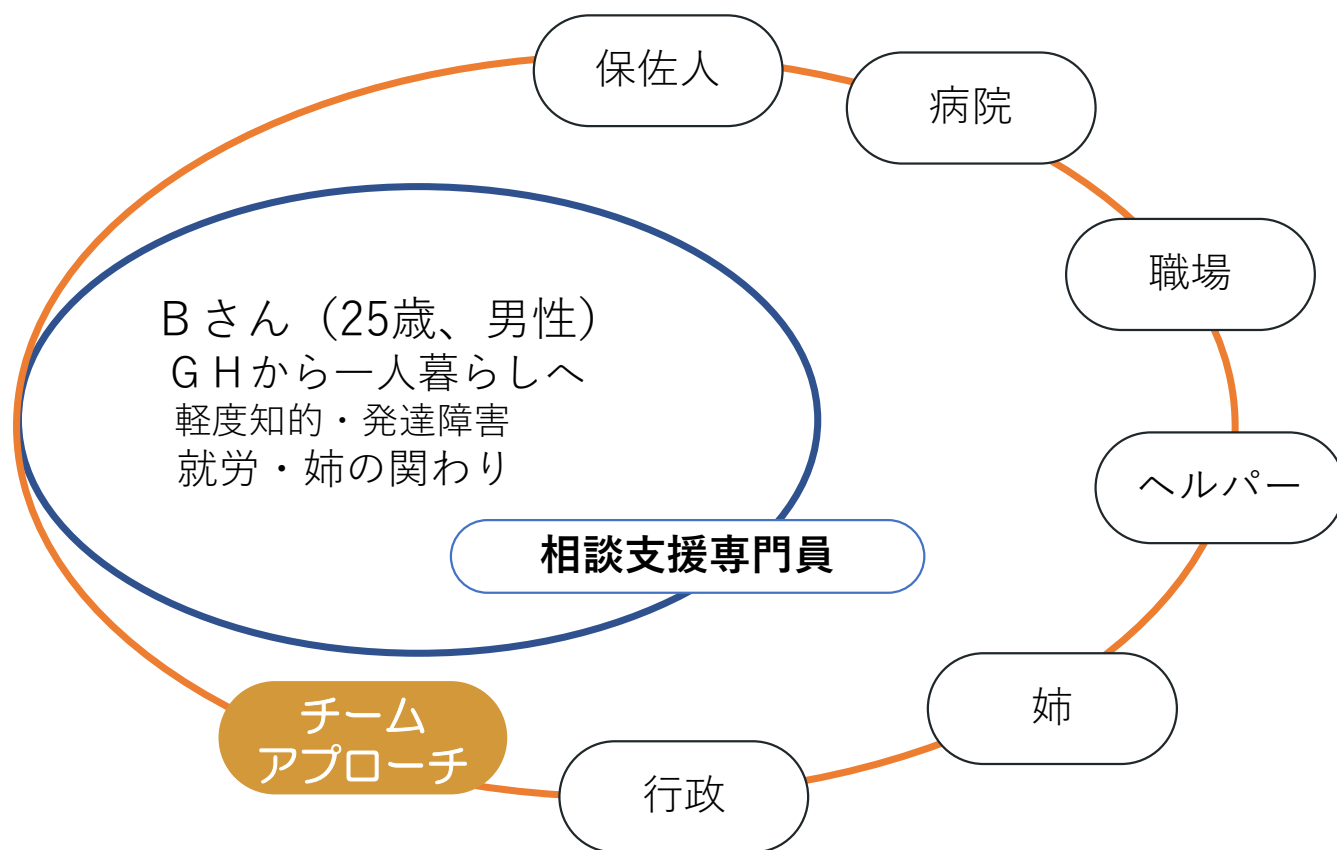 保佐人
病院
職場
Ｂさん（25歳、男性）
ＧＨから一人暮らしへ
軽度知的・発達障害
就労・姉の関わり
ヘルパー
相談支援専門員
姉
チーム
アプローチ
行政